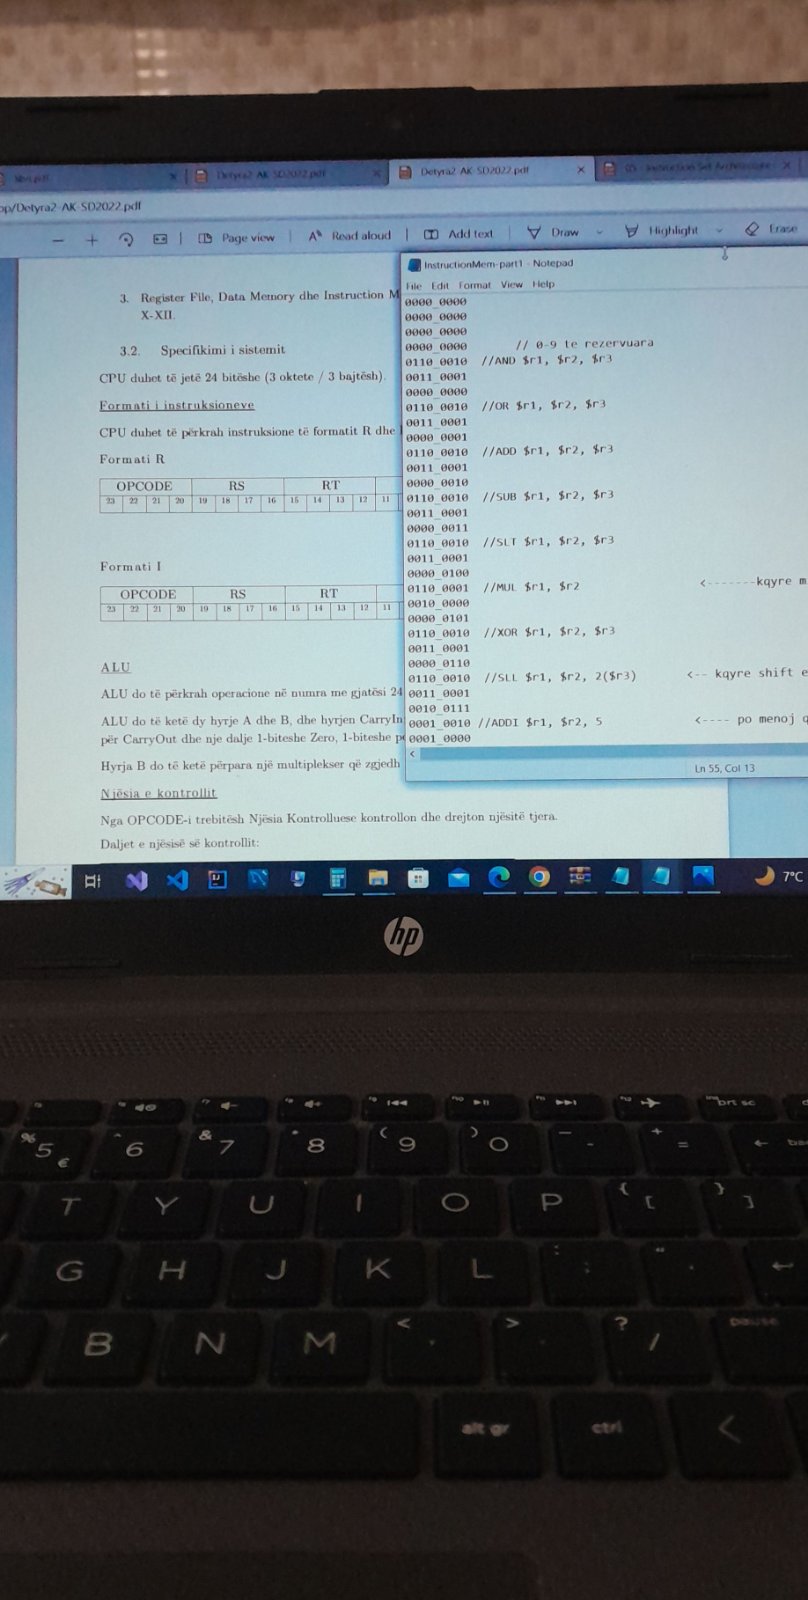 Detyra2-AK-SD2022.pdf
Detyra2-AK-SD2022.pdf
op/Detyra2-AK-SD2022.pdf
Page view
Read aloud
Add text
Draw
Highlight
Erase
3. Register File, Data Memory dhe Instruction M
X-XII.
3.2. Specifikimi i sistemit
CPU duhet të jetë 24 bitëshe (3 oktete / 3 bajtësh).
Formati i instruksioneve
CPU duhet të përkrah instruksione të formatit R dhe
Formati R
OPCODE RS RT
23 22 21 20 19 18 17 16 15 14 13 12 11
Formati I
OPCODE RS RT
23 22 21 20 19 18 17 16 15 14 13 12 11
ALU
ALU do të përkrah operacione në numra me gjatësi 24
ALU do të ketë dy hyrje A dhe B, dhe hyrjen CarryIn
për CarryOut dhe nje dalje 1-biteshe Zero, 1-biteshe
Hyrja B do të ketë përpara një multiplekser që zgjedh
Njësia e kontrollit
Nga OPCODE-i trebitësh Njësia Kontrolluese kontrollon dhe drejton njësitë tjera.
Daljet e njësisë së kontrollit:
InstructionMem-part1 - Notepad
File Edit Format View Help
0000_0000
0000_0000
0000_0000
0000_0000 // 0-9 te rezervuara
0110_0010 //AND $r1, $r2, $r3
0011_0001
0000_0000
0110_0010 //OR $r1, $r2, $r3
0011_0001
0000_0001
0110_0010 //ADD $r1, $r2, $r3
0011_0001
0000_0010
0110_0010 //SUB $r1, $r2, $r3
0011_0001
0000_0011
0110_0010 //SLT $r1, $r2, $r3
0011_0001
0000_0100
0110_0001 //MUL $r1, $r2 <-------kqyre m
0010_0000
0000_0101
0110_0010 //XOR $r1, $r2, $r3
0011_0001
0000_0110
0110_0010 //SLL $r1, $r2, 2($r3) <-- kqyre shift e
0011_0001
0010_0111
0001_0010 //ADDI $r1, $r2, 5 <---- po menoj q
0001_0000
Ln 55, Col 13
7°C
hp
prt sc
% 5 €
^ 6
& 7
* 8
( 9
) 0
_ -
+ =
T Y U I O P { [ } ]
G H J K L : ;
B N M < , > . ? /
pause
alt gr
ctrl
<